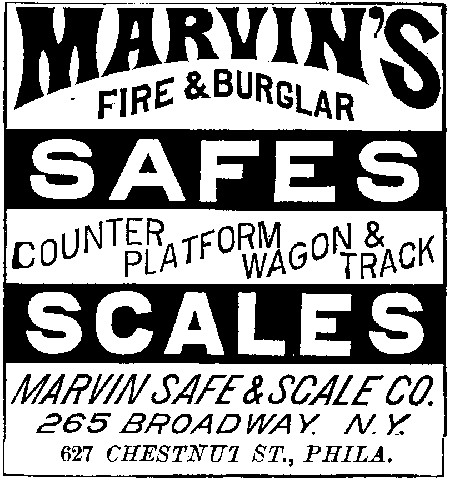 MARVIN'S
FIRE & BURGLAR
SAFES
COUNTER PLATFORM WAGON & TRACK
SCALES
MARVIN SAFE & SCALE CO.
265 BROADWAY. N.Y.
627 CHESTNUT ST., PHILA.